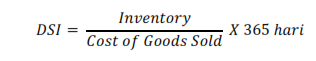 DSI = Inventory / Cost of Goods Sold X 365 hari